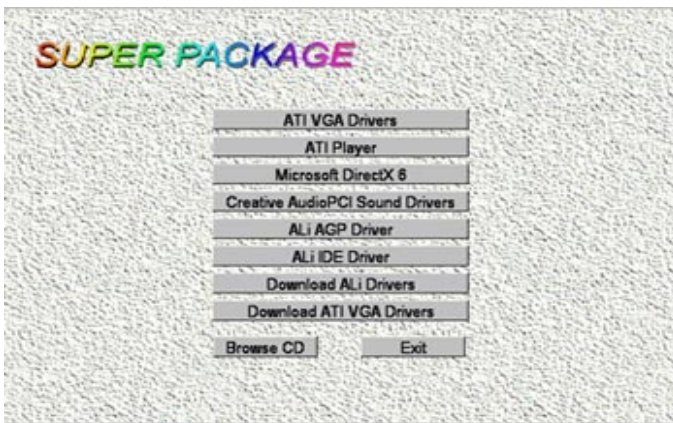 SUPER PACKAGE
ATI VGA Drivers
ATI Player
Microsoft DirectX 6
Creative AudioPCI Sound Drivers
ALi AGP Driver
ALi IDE Driver
Download ALi Drivers
Download ATI VGA Drivers
Browse CD
Exit